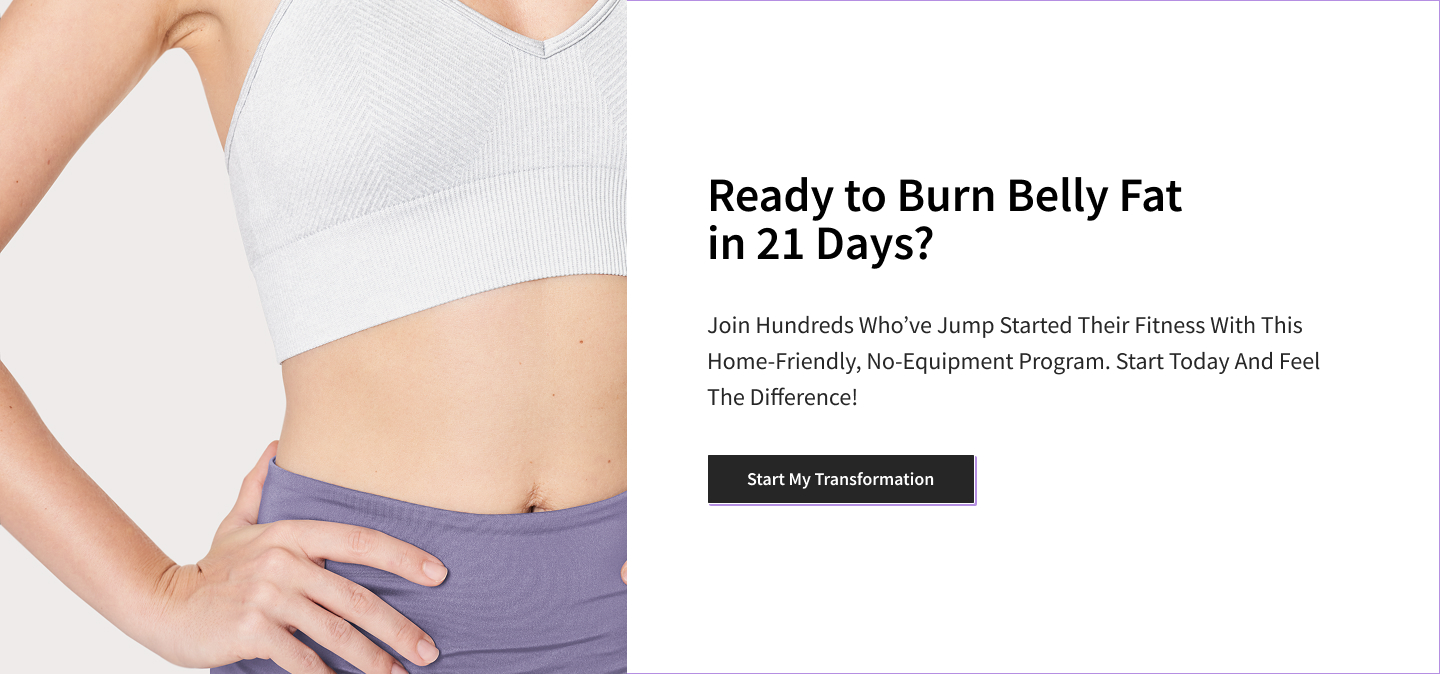 Ready to Burn Belly Fat
in 21 Days?
Join Hundreds Who’ve Jump Started Their Fitness With This
Home-Friendly, No-Equipment Program. Start Today And Feel
The Difference!
Start My Transformation